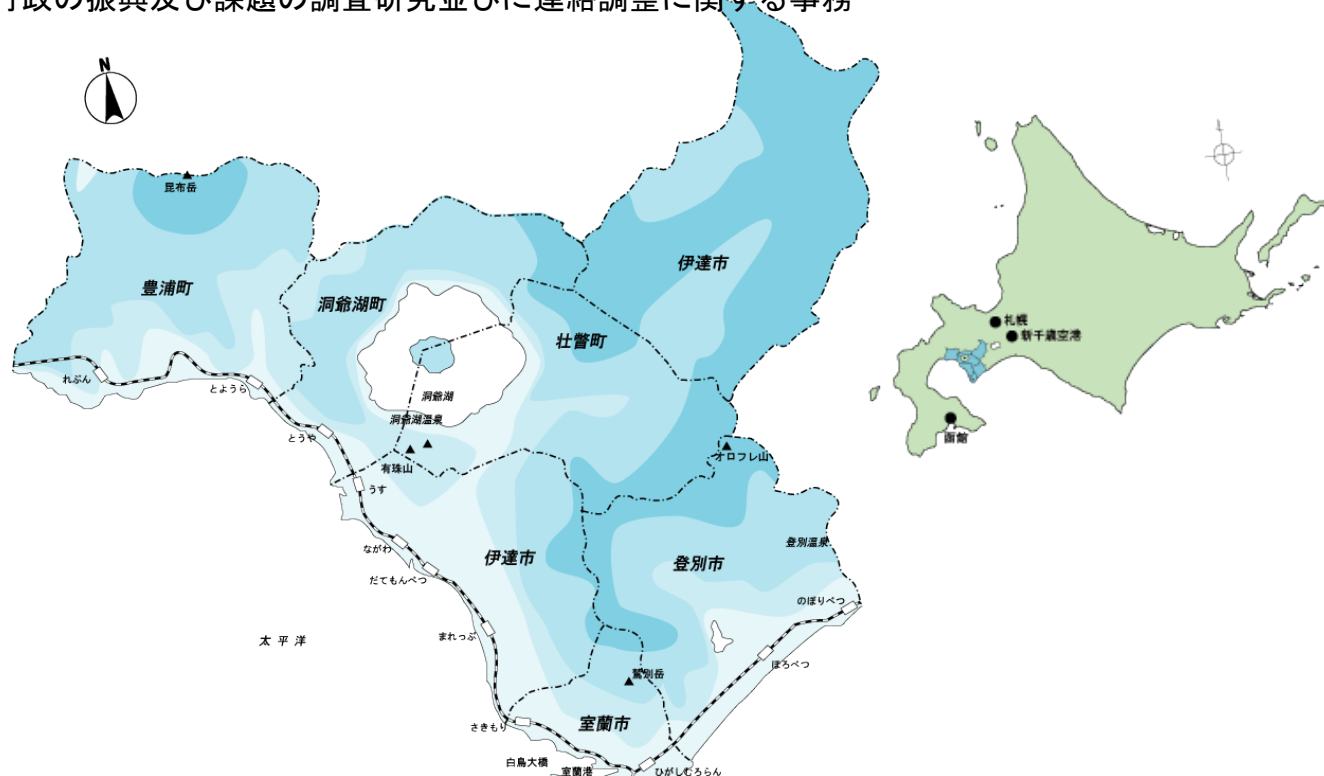 行政の振興及び課題の調査研究並びに連絡調整に関する事務
N
昆布岳
豊浦町
洞爺湖町
伊達市
壮瞥町
札幌
新千歳空港
函館
れぶん
とようら
とうや
洞爺湖
洞爺湖温泉
有珠山
うす
オロフレ山
ながわ
だてもんべつ
伊達市
登別市
登別温泉
のぼりべつ
太平洋
まれっぷ
ほろべつ
鷲別岳
さきもり
室蘭市
白鳥大橋
室蘭港
ひがしむろらん